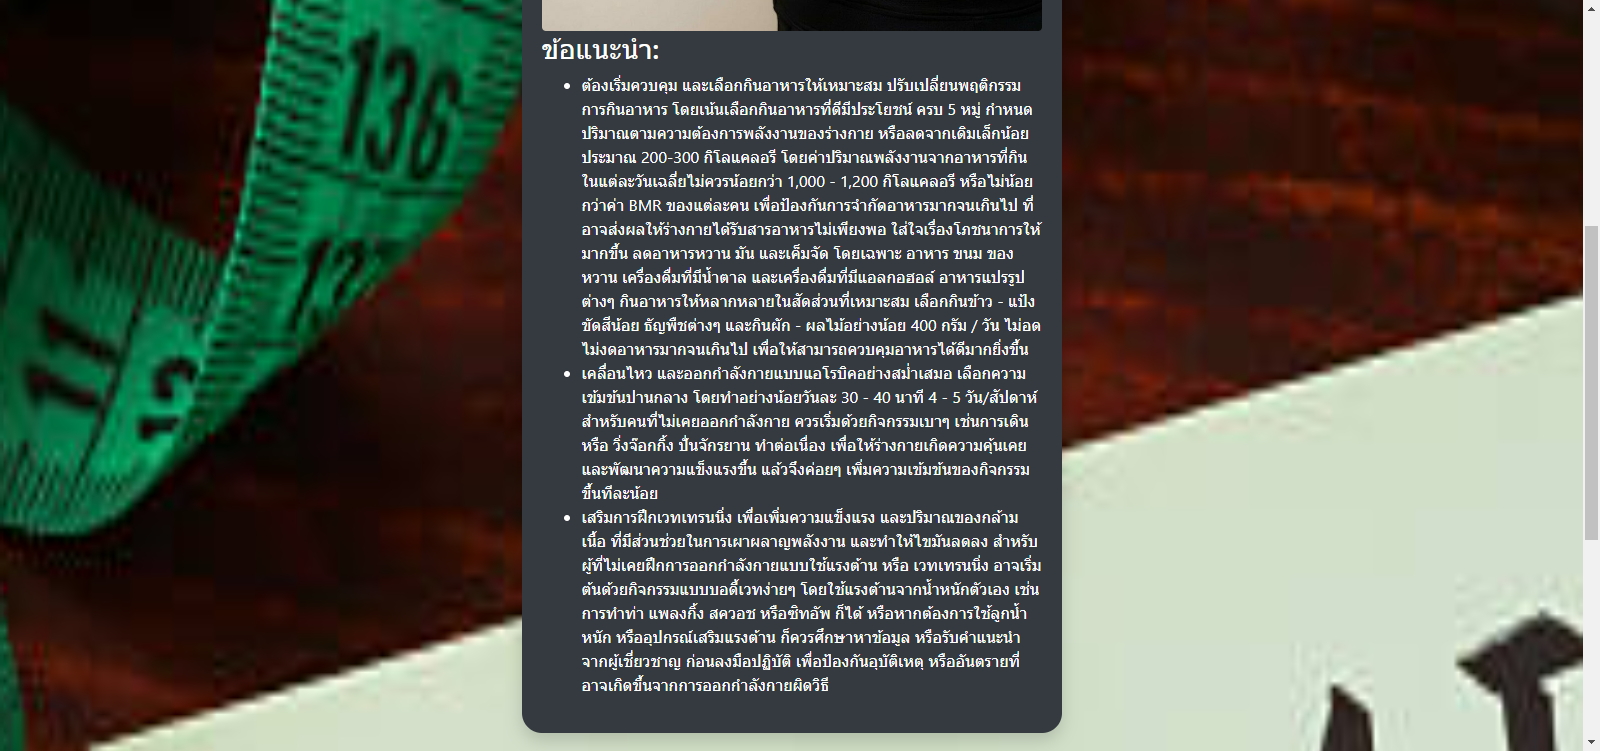 136
ข้อแนะนำ:
ต้องเริ่มควบคุม และเลือกกินอาหารให้เหมาะสม ปรับเปลี่ยนพฤติกรรม
การกินอาหาร โดยเน้นเลือกกินอาหารที่ดีมีประโยชน์ ครบ 5 หมู่ กำหนด
ปริมาณตามความต้องการพลังงานของร่างกาย หรือลดจากเดิมเล็กน้อย
ประมาณ 200-300 กิโลแคลอรี โดยค่าปริมาณพลังงานจากอาหารที่กิน
ในแต่ละวันเฉลี่ยไม่ควรน้อยกว่า 1,000 - 1,200 กิโลแคลอรี หรือไม่น้อย
กว่าค่า BMR ของแต่ละคน เพื่อป้องกันการจำกัดอาหารมากจนเกินไป ที่
อาจส่งผลให้ร่างกายได้รับสารอาหารไม่เพียงพอ ใส่ใจเรื่องโภชนาการให้
มากขึ้น ลดอาหารหวาน มัน และเค็มจัด โดยเฉพาะ อาหาร ขนม ของ
หวาน เครื่องดื่มที่มีน้ำตาล และเครื่องดื่มที่มีแอลกอฮอล์ อาหารแปรรูป
ต่างๆ กินอาหารให้หลากหลายในสัดส่วนที่เหมาะสม เลือกกินข้าว - แป้ง
ขัดสีน้อย ธัญพืชต่างๆ และกินผัก - ผลไม้อย่างน้อย 400 กรัม / วัน ไม่อด
ไม่งดอาหารมากจนเกินไป เพื่อให้สามารถควบคุมอาหารได้ดีมากยิ่งขึ้น
เคลื่อนไหว และออกกำลังกายแบบแอโรบิคอย่างสม่ำเสมอ เลือกความ
เข้มข้นปานกลาง โดยทำอย่างน้อยวันละ 30 - 40 นาที 4 - 5 วัน/สัปดาห์
สำหรับคนที่ไม่เคยออกกำลังกาย ควรเริ่มด้วยกิจกรรมเบาๆ เช่นการเดิน
หรือ วิ่งจ๊อกกิ้ง ปั่นจักรยาน ทำต่อเนื่อง เพื่อให้ร่างกายเกิดความคุ้นเคย
และพัฒนาความแข็งแรงขึ้น แล้วจึงค่อยๆ เพิ่มความเข้มข้นของกิจกรรม
ขึ้นทีละน้อย
เสริมการฝึกเวทเทรนนิ่ง เพื่อเพิ่มความแข็งแรง และปริมาณของกล้าม
เนื้อ ที่มีส่วนช่วยในการเผาผลาญพลังงาน และทำให้ไขมันลดลง สำหรับ
ผู้ที่ไม่เคยฝึกการออกกำลังกายแบบใช้แรงต้าน หรือ เวทเทรนนิ่ง อาจเริ่ม
ต้นด้วยกิจกรรมแบบบอดี้เวทง่ายๆ โดยใช้แรงต้านจากน้ำหนักตัวเอง เช่น
การทำท่า แพลงกิ้ง สควอช หรือซิทอัพ ก็ได้ หรือหากต้องการใช้ลูกน้ำ
หนัก หรืออุปกรณ์เสริมแรงต้าน ก็ควรศึกษาหาข้อมูล หรือรับคำแนะนำ
จากผู้เชี่ยวชาญ ก่อนลงมือปฏิบัติ เพื่อป้องกันอุบัติเหตุ หรืออันตรายที่
อาจเกิดขึ้นจากการออกกำลังกายผิดวิธี